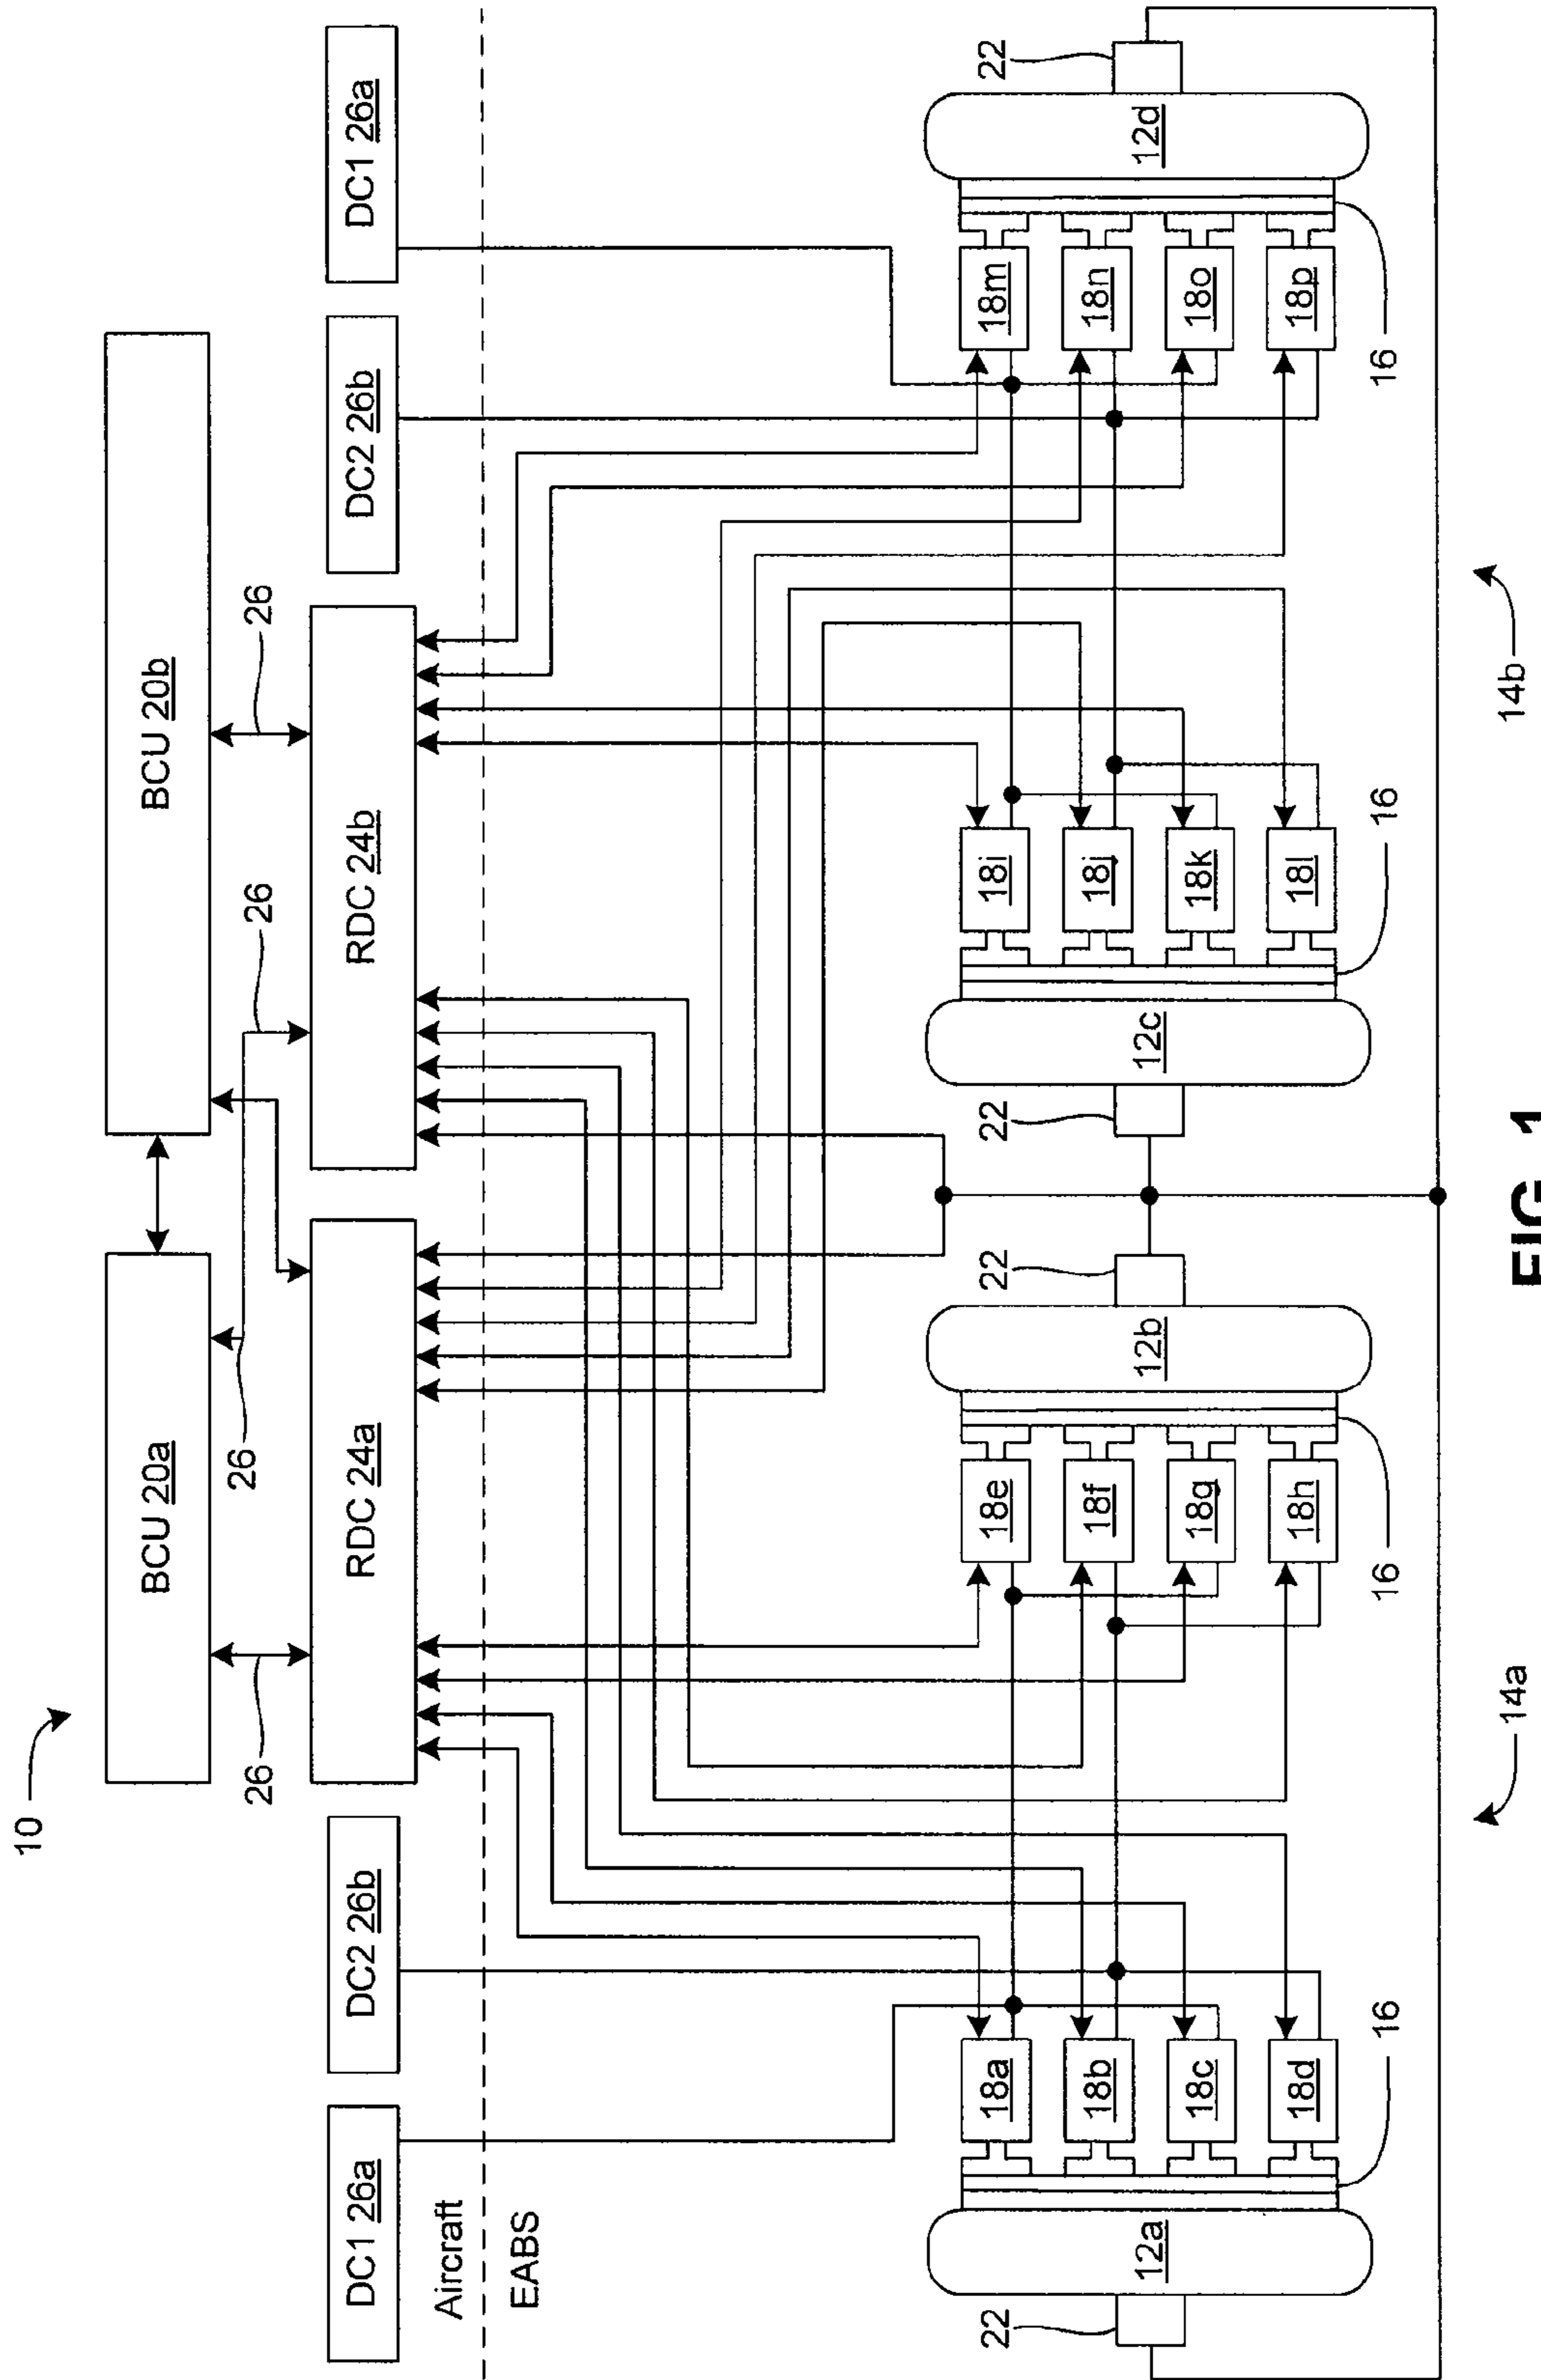 10
BCU 20a
BCU 20b
26
26
26
26
26
DC1 26a
DC2 26b
RDC 24a
RDC 24b
DC2 26b
DC1 26a
Aircraft
EABS
22
12a
18a
18b
18c
18d
16
18e
18f
18g
18h
16
12b
22
22
12c
18i
18j
18k
18l
16
18m
18n
18o
18p
16
12d
22
14a
14b
FIG. 1